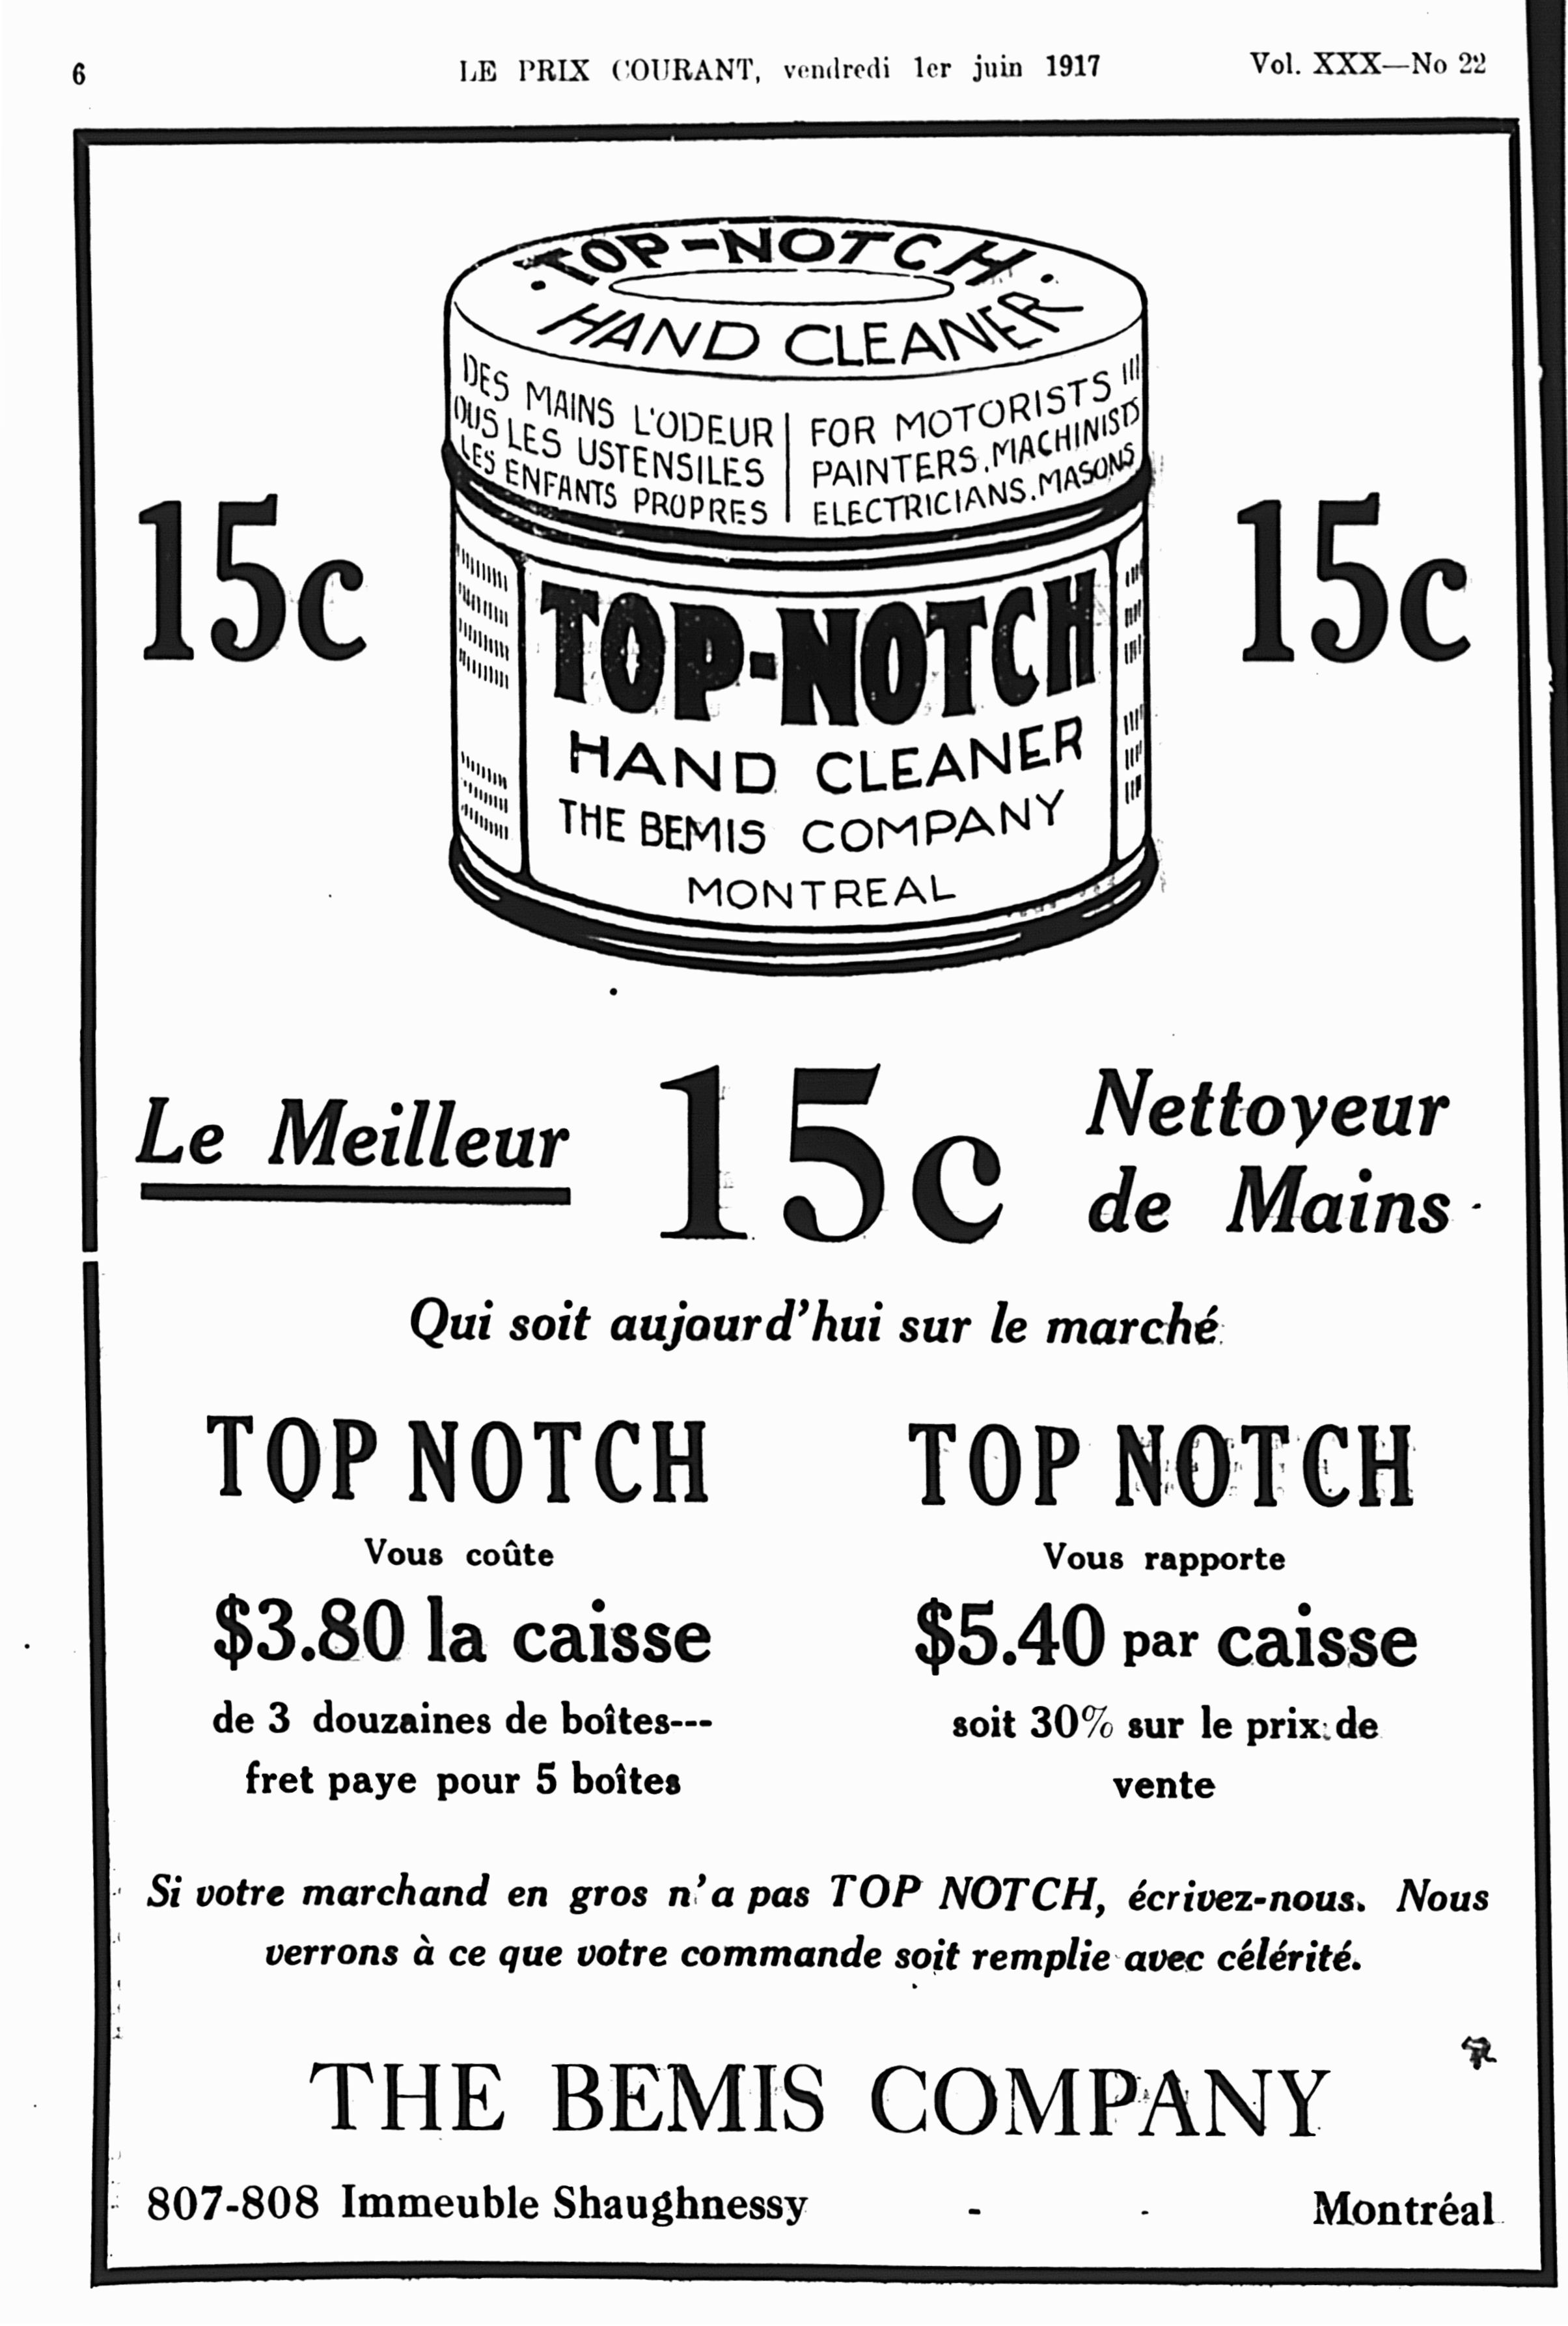 6
LE PRIX COURANT, vendredi 1er juin 1917
Vol. XXX—No 22
·TOP-NOTCH·
HAND CLEANER
DES MAINS L'ODEUR
OUS LES USTENSILES
LES ENFANTS PROPRES
FOR MOTORISTS
PAINTERS.MACHINISTS
ELECTRICIANS.MASONS
15c
15c
TOP-NOTCH
HAND CLEANER
THE BEMIS COMPANY
MONTREAL
Le Meilleur
15c
Nettoyeur
de Mains
Qui soit aujourd'hui sur le marché
TOP NOTCH
Vous coûte
$3.80 la caisse
de 3 douzaines de boîtes---
fret paye pour 5 boîtes
TOP NOTCH
Vous rapporte
$5.40 par caisse
soit 30% sur le prix de
vente
Si votre marchand en gros n'a pas TOP NOTCH, écrivez-nous. Nous
verrons à ce que votre commande soit remplie avec célérité.
THE BEMIS COMPANY
807-808 Immeuble Shaughnessy - - Montréal